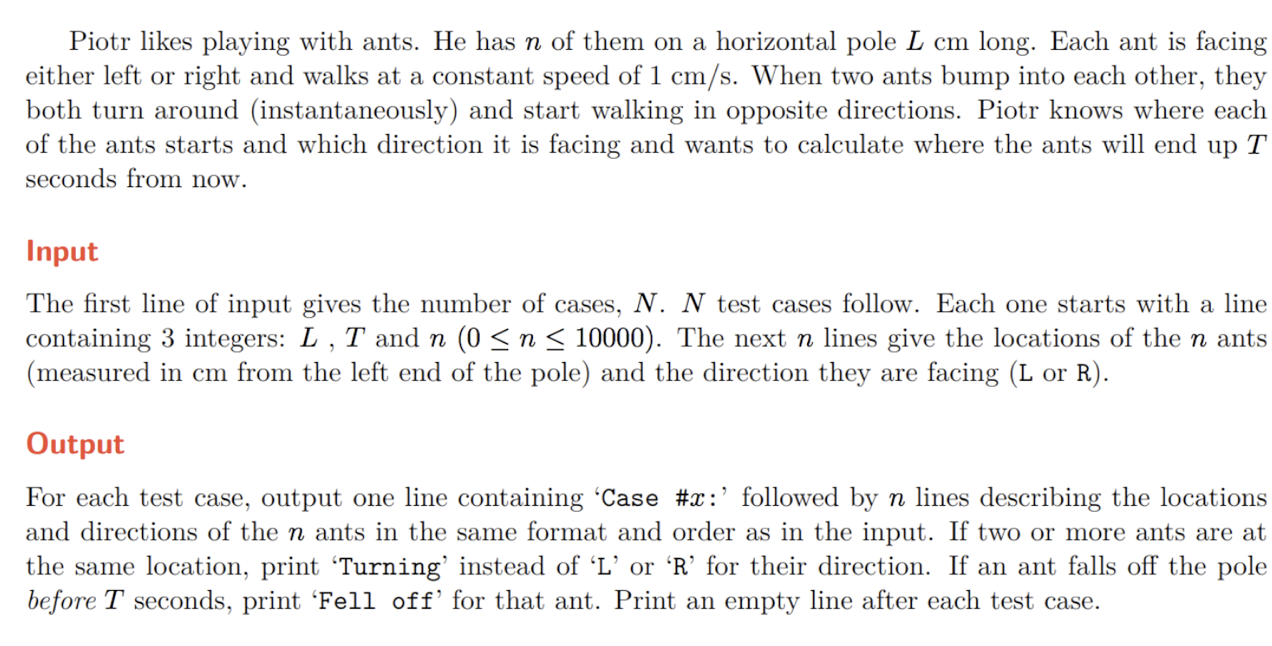 Piotr likes playing with ants. He has n of them on a horizontal pole L cm long. Each ant is facing
either left or right and walks at a constant speed of 1 cm/s. When two ants bump into each other, they
both turn around (instantaneously) and start walking in opposite directions. Piotr knows where each
of the ants starts and which direction it is facing and wants to calculate where the ants will end up T
seconds from now.
Input
The first line of input gives the number of cases, N. N test cases follow. Each one starts with a line
containing 3 integers: L , T and n (0 ≤ n ≤ 10000). The next n lines give the locations of the n ants
(measured in cm from the left end of the pole) and the direction they are facing (L or R).
Output
For each test case, output one line containing ‘Case #x:’ followed by n lines describing the locations
and directions of the n ants in the same format and order as in the input. If two or more ants are at
the same location, print ‘Turning’ instead of ‘L’ or ‘R’ for their direction. If an ant falls off the pole
before T seconds, print ‘Fell off’ for that ant. Print an empty line after each test case.